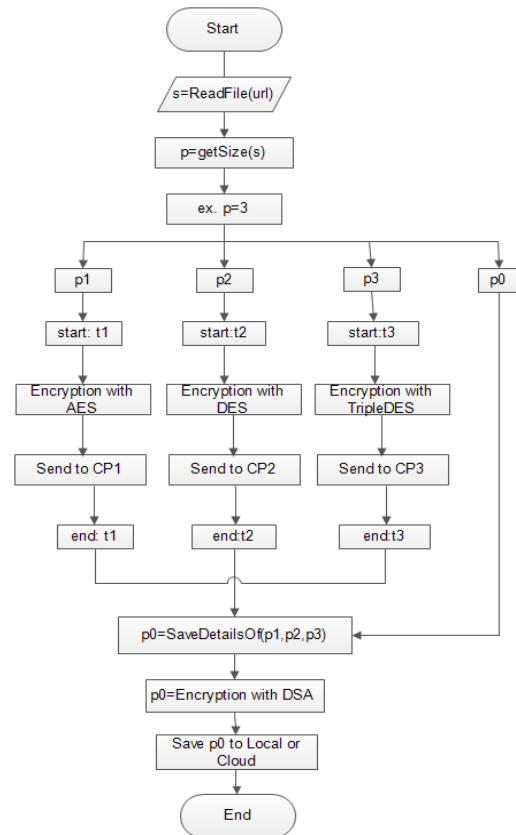 Start
s=ReadFile(url)
p=getSize(s)
ex. p=3
p1
p2
p3
p0
start: t1
start:t2
start:t3
Encryption with
AES
Encryption with
DES
Encryption with
TripleDES
Send to CP1
Send to CP2
Send to CP3
end: t1
end:t2
end:t3
p0=SaveDetailsOf(p1,p2,p3)
p0=Encryption with DSA
Save p0 to Local or
Cloud
End